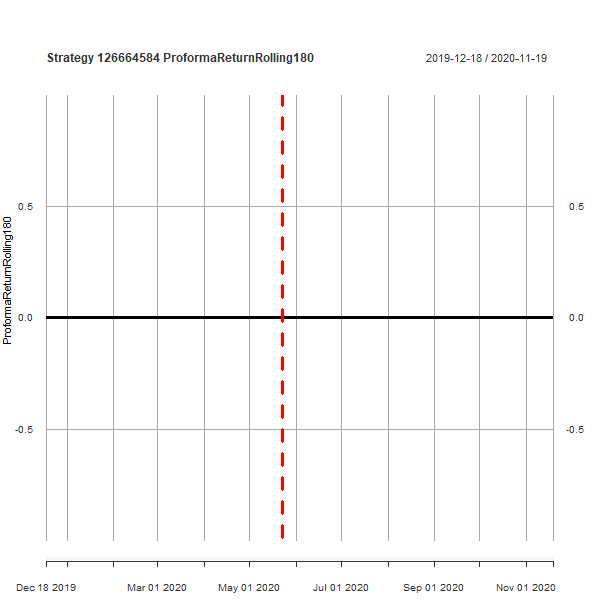 Strategy 126664584 ProformaReturnRolling180
2019-12-18 / 2020-11-19
ProformaReturnRolling180
0.5
0.5
0.0
0.0
-0.5
-0.5
Dec 18 2019
Mar 01 2020
May 01 2020
Jul 01 2020
Sep 01 2020
Nov 01 2020